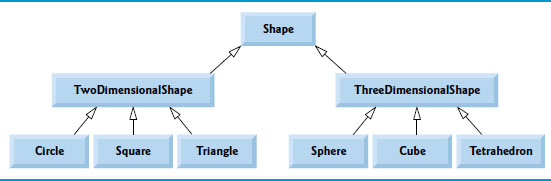 Shape
TwoDimensionalShape
ThreeDimensionalShape
Circle
Square
Triangle
Sphere
Cube
Tetrahedron